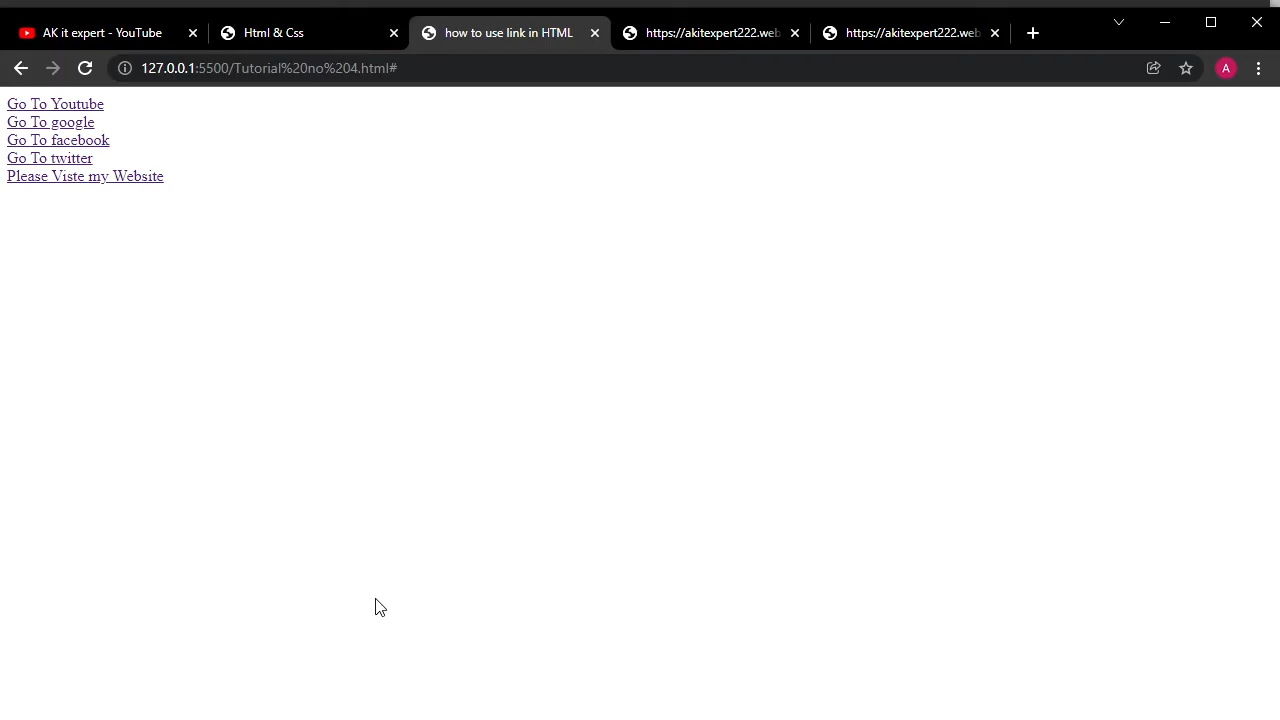 AK it expert - YouTube
Html & Css
how to use link in HTML
https://akitexpert222.web
https://akitexpert222.web
127.0.0.1:5500/Tutorial%20no%204.html#
A
Go To Youtube
Go To google
Go To facebook
Go To twitter
Please Viste my Website